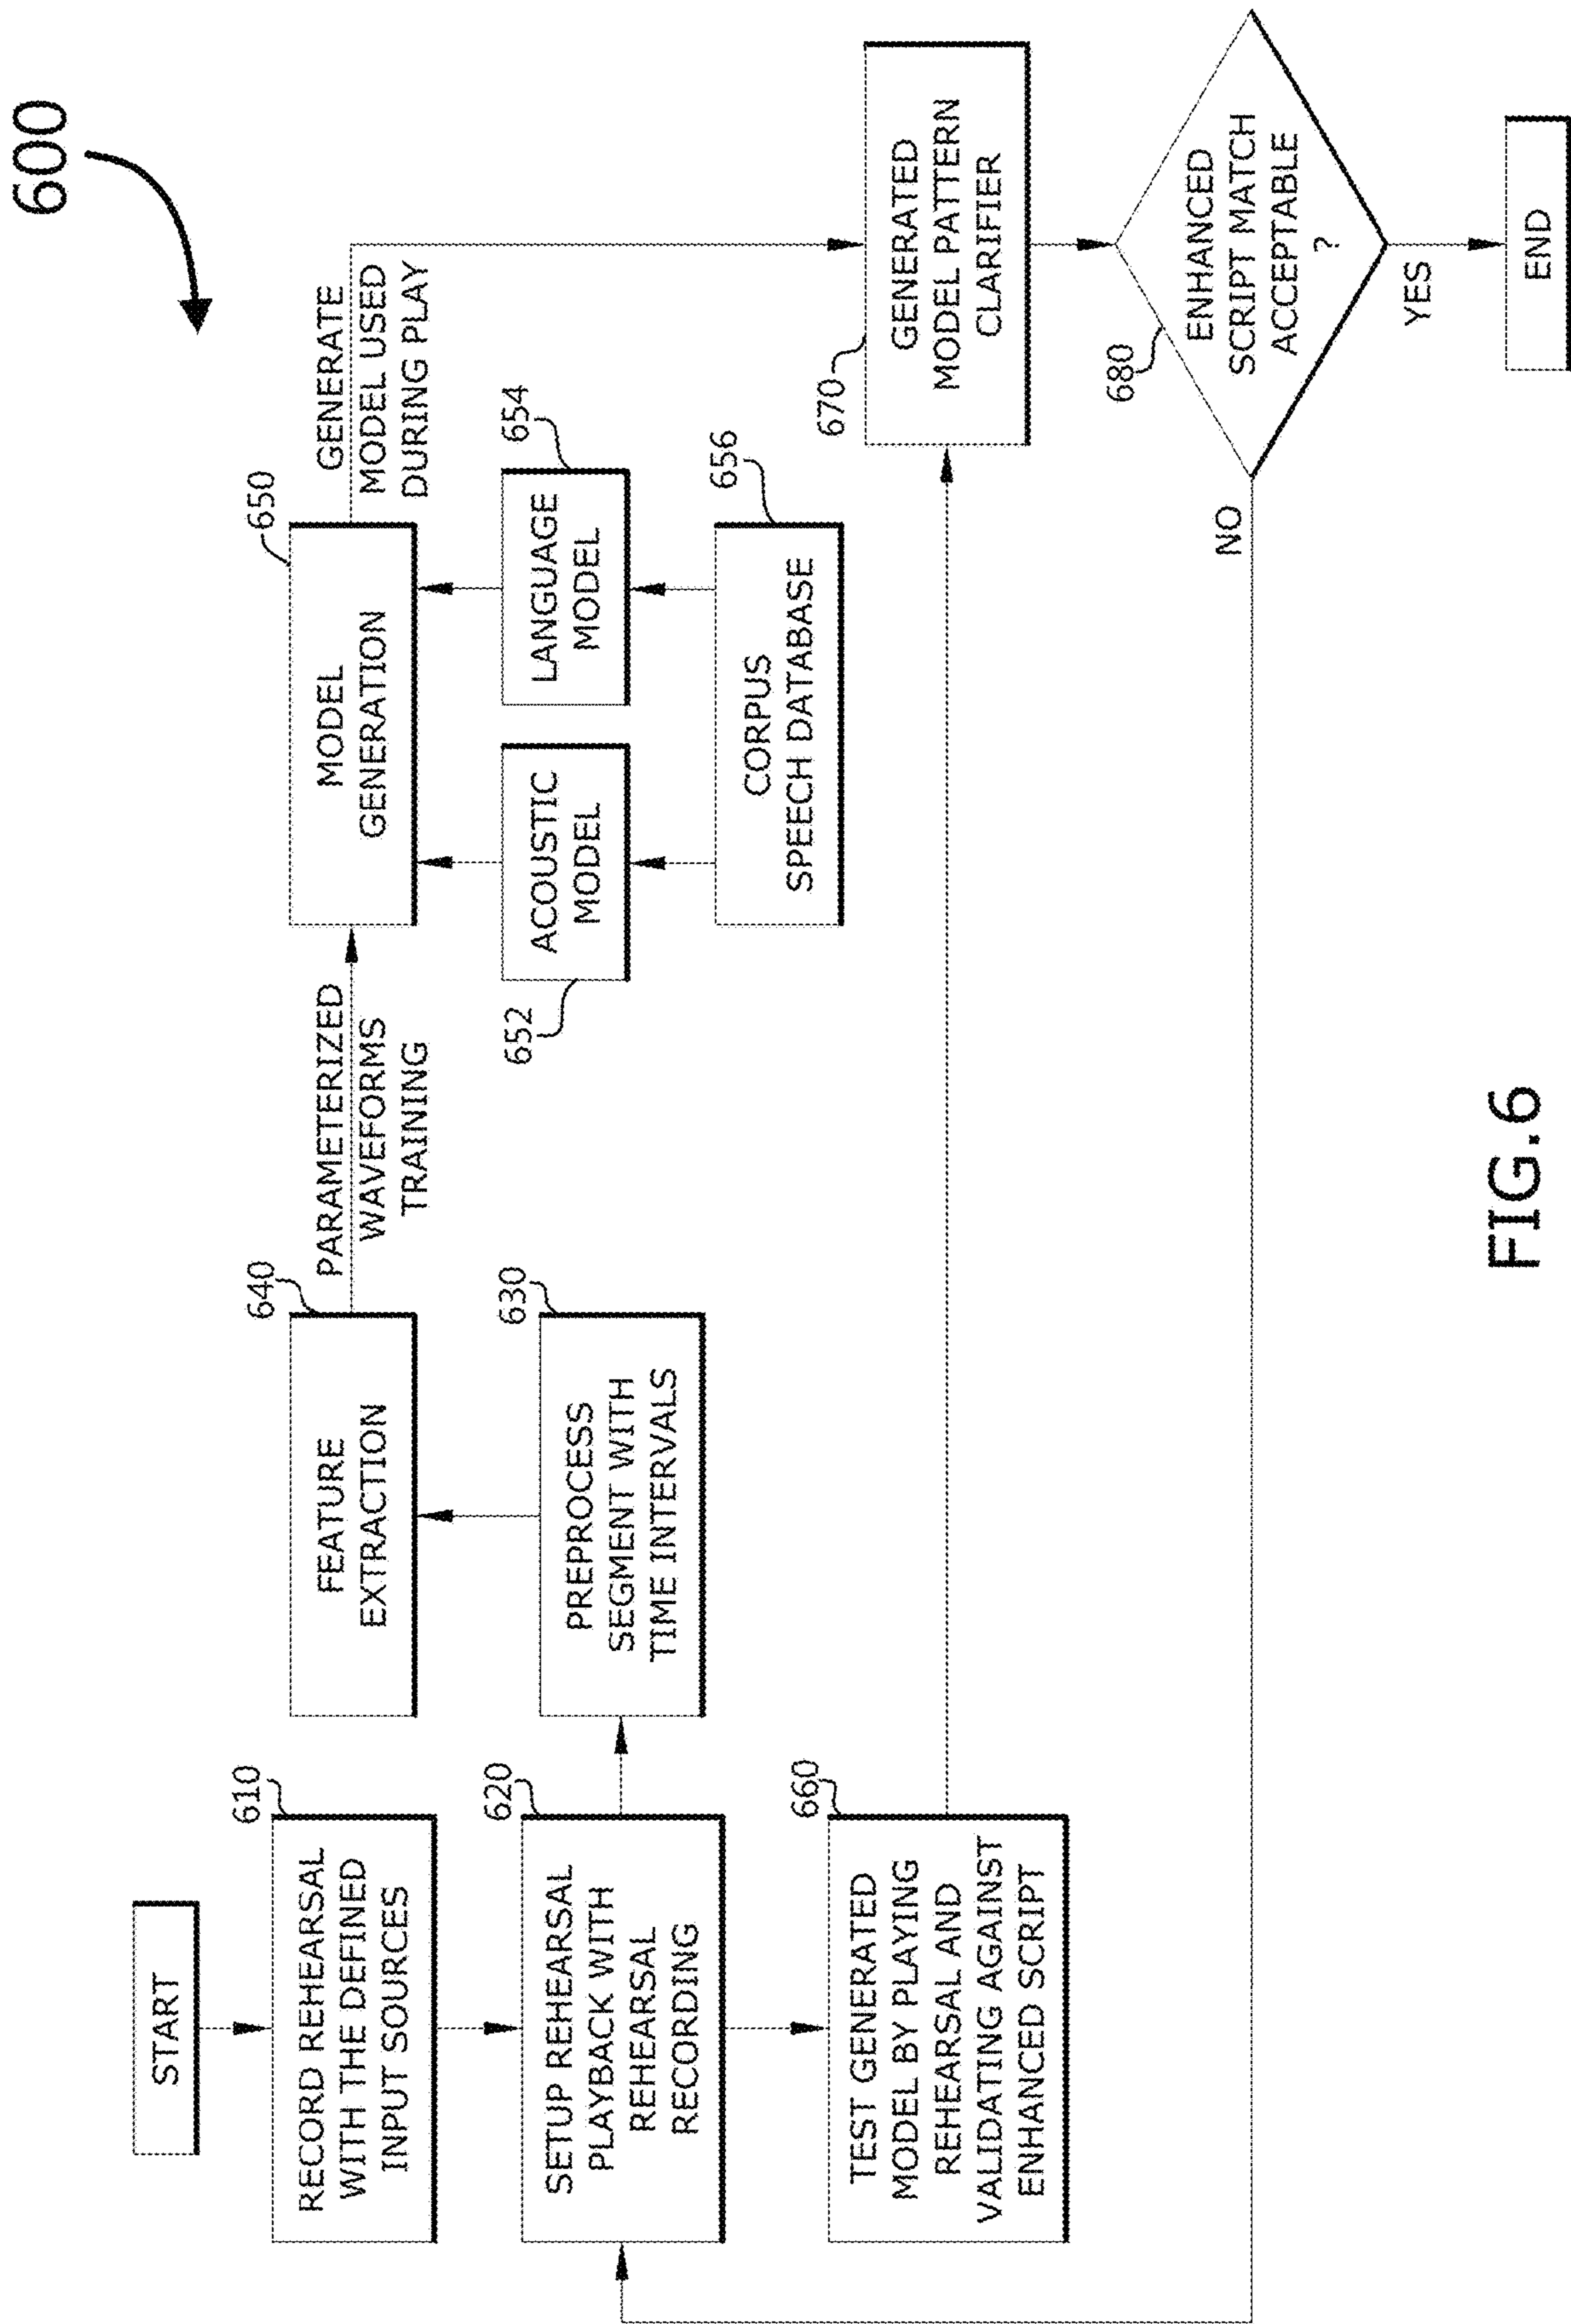 600
START
610
RECORD REHEARSAL
WITH THE DEFINED
INPUT SOURCES
620
SETUP REHEARSAL
PLAYBACK WITH
REHEARSAL
RECORDING
630
PREPROCESS
SEGMENT WITH
TIME INTERVALS
640
FEATURE
EXTRACTION
PARAMETERIZED
WAVEFORMS
TRAINING
650
MODEL
GENERATION
GENERATE
MODEL USED
DURING PLAY
652
ACOUSTIC
MODEL
654
LANGUAGE
MODEL
656
CORPUS
SPEECH DATABASE
660
TEST GENERATED
MODEL BY PLAYING
REHEARSAL AND
VALIDATING AGAINST
ENHANCED SCRIPT
670
GENERATED
MODEL PATTERN
CLARIFIER
680
ENHANCED
SCRIPT MATCH
ACCEPTABLE
?
NO
YES
END
FIG.6